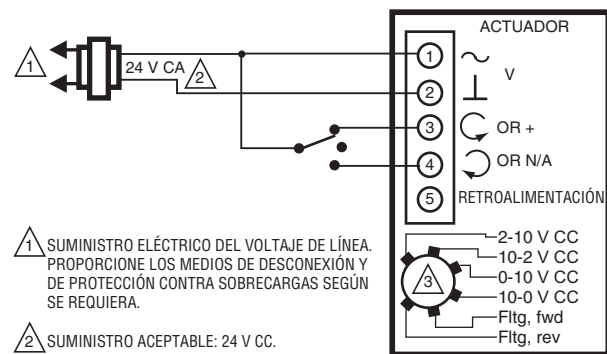 ACTUADOR
1
24 V CA
2
1
V
2
3
OR +
4
OR N/A
5
RETROALIMENTACIÓN
1
SUMINISTRO ELÉCTRICO DEL VOLTAJE DE LÍNEA.
PROPORCIONE LOS MEDIOS DE DESCONEXIÓN Y
DE PROTECCIÓN CONTRA SOBRECARGAS SEGÚN
SE REQUIERA.
2
SUMINISTRO ACEPTABLE: 24 V CC.
3
2-10 V CC
10-2 V CC
0-10 V CC
10-0 V CC
Fltg, fwd
Fltg, rev